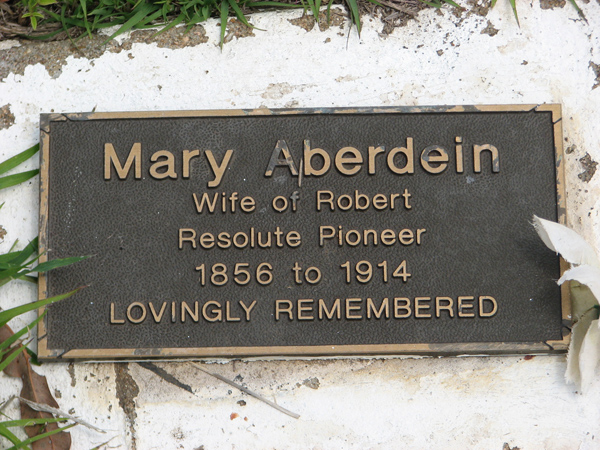 Mary Aberdein
Wife of Robert
Resolute Pioneer
1856 to 1914
LOVINGLY REMEMBERED